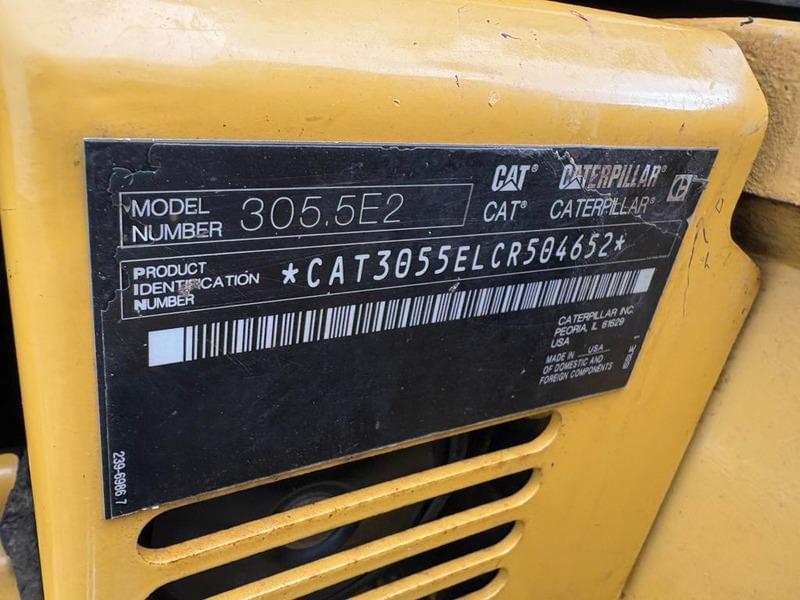 CAT® CATERPILLAR
MODEL NUMBER 305.5E2
CAT® CATERPILLAR®
PRODUCT IDENTIFICATION NUMBER *CAT3055ELCR504652*
CATERPILLAR INC.
PEORIA, IL 61629
USA
MADE IN USA
OF DOMESTIC AND
FOREIGN COMPONENTS
239-6986 7